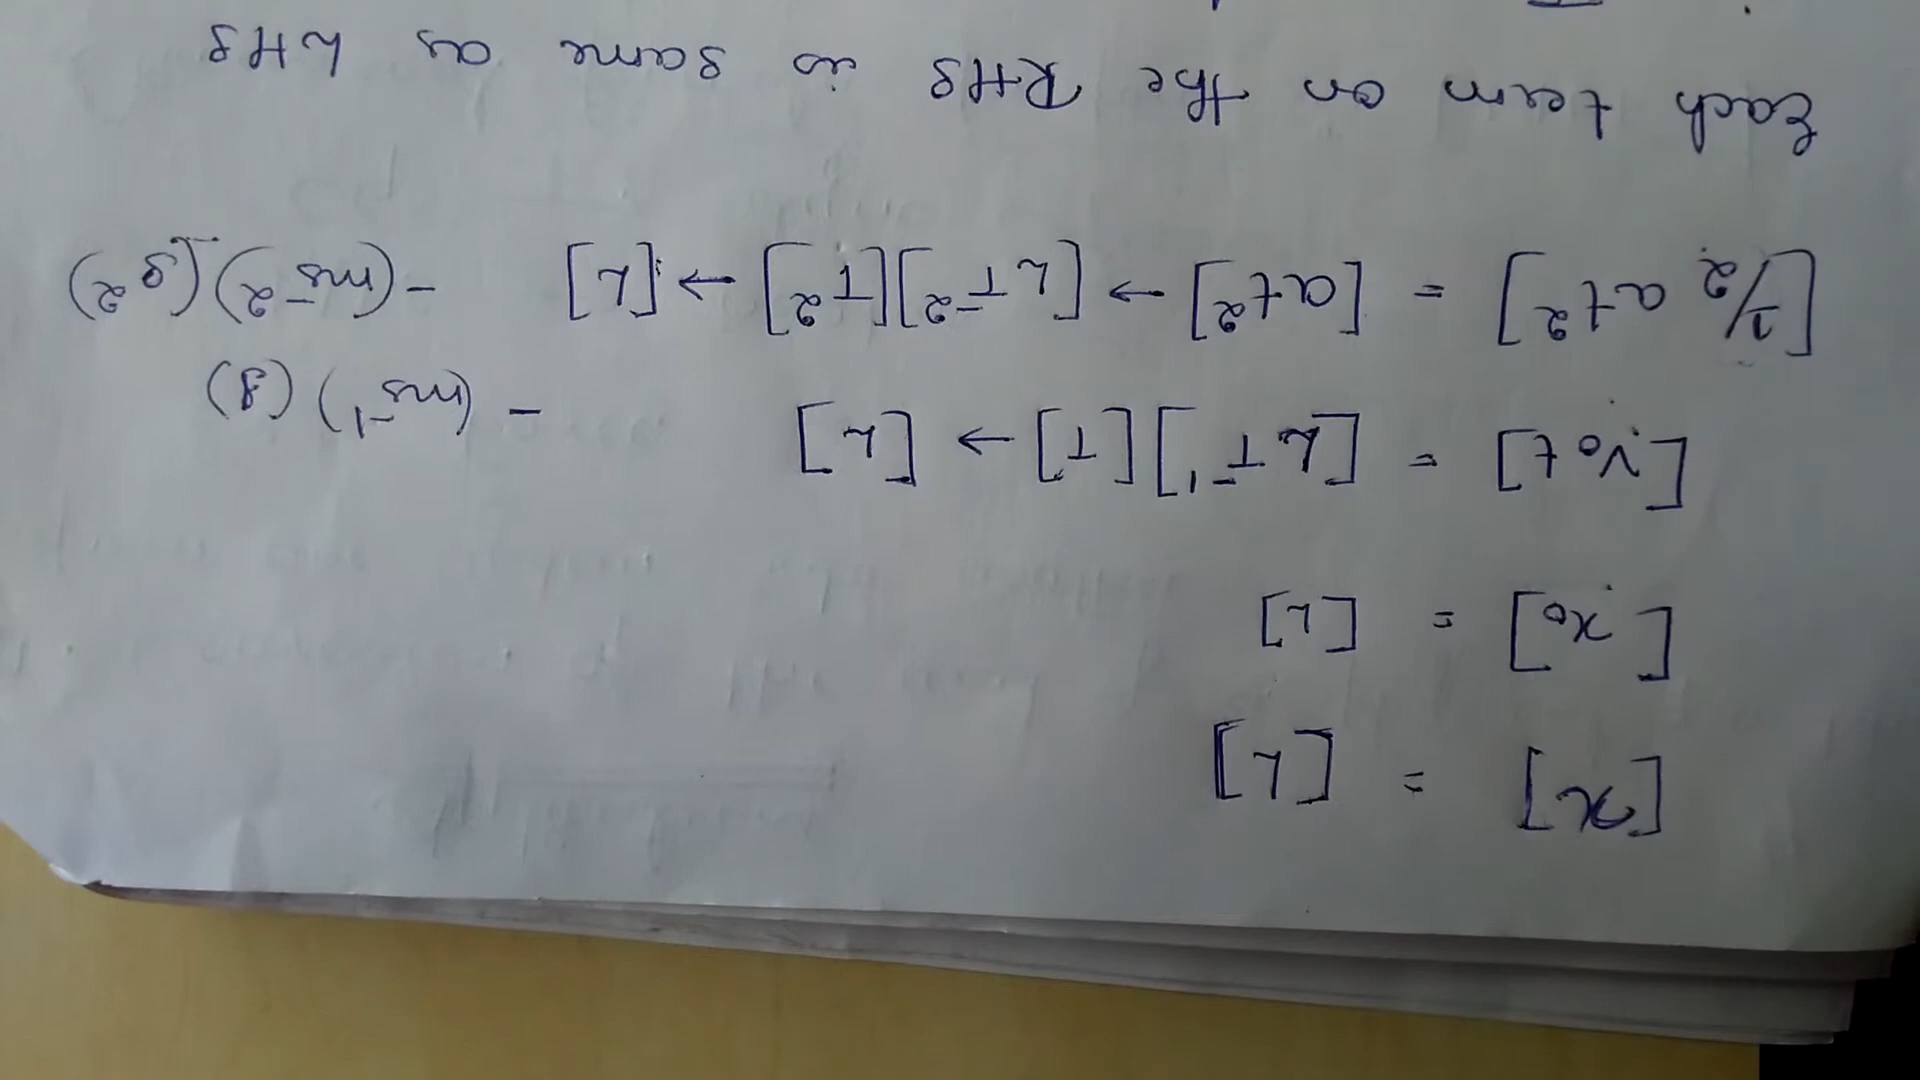 [x] = [L]
[x₀] = [L]
[v₀t] = [LT⁻¹][T] → [L] - (ms⁻¹)(s)
[1/2 at²] = [at²] → [LT⁻²][T²] → [L] - (ms⁻²)(s²)
Each term on the RHS is same as LHS